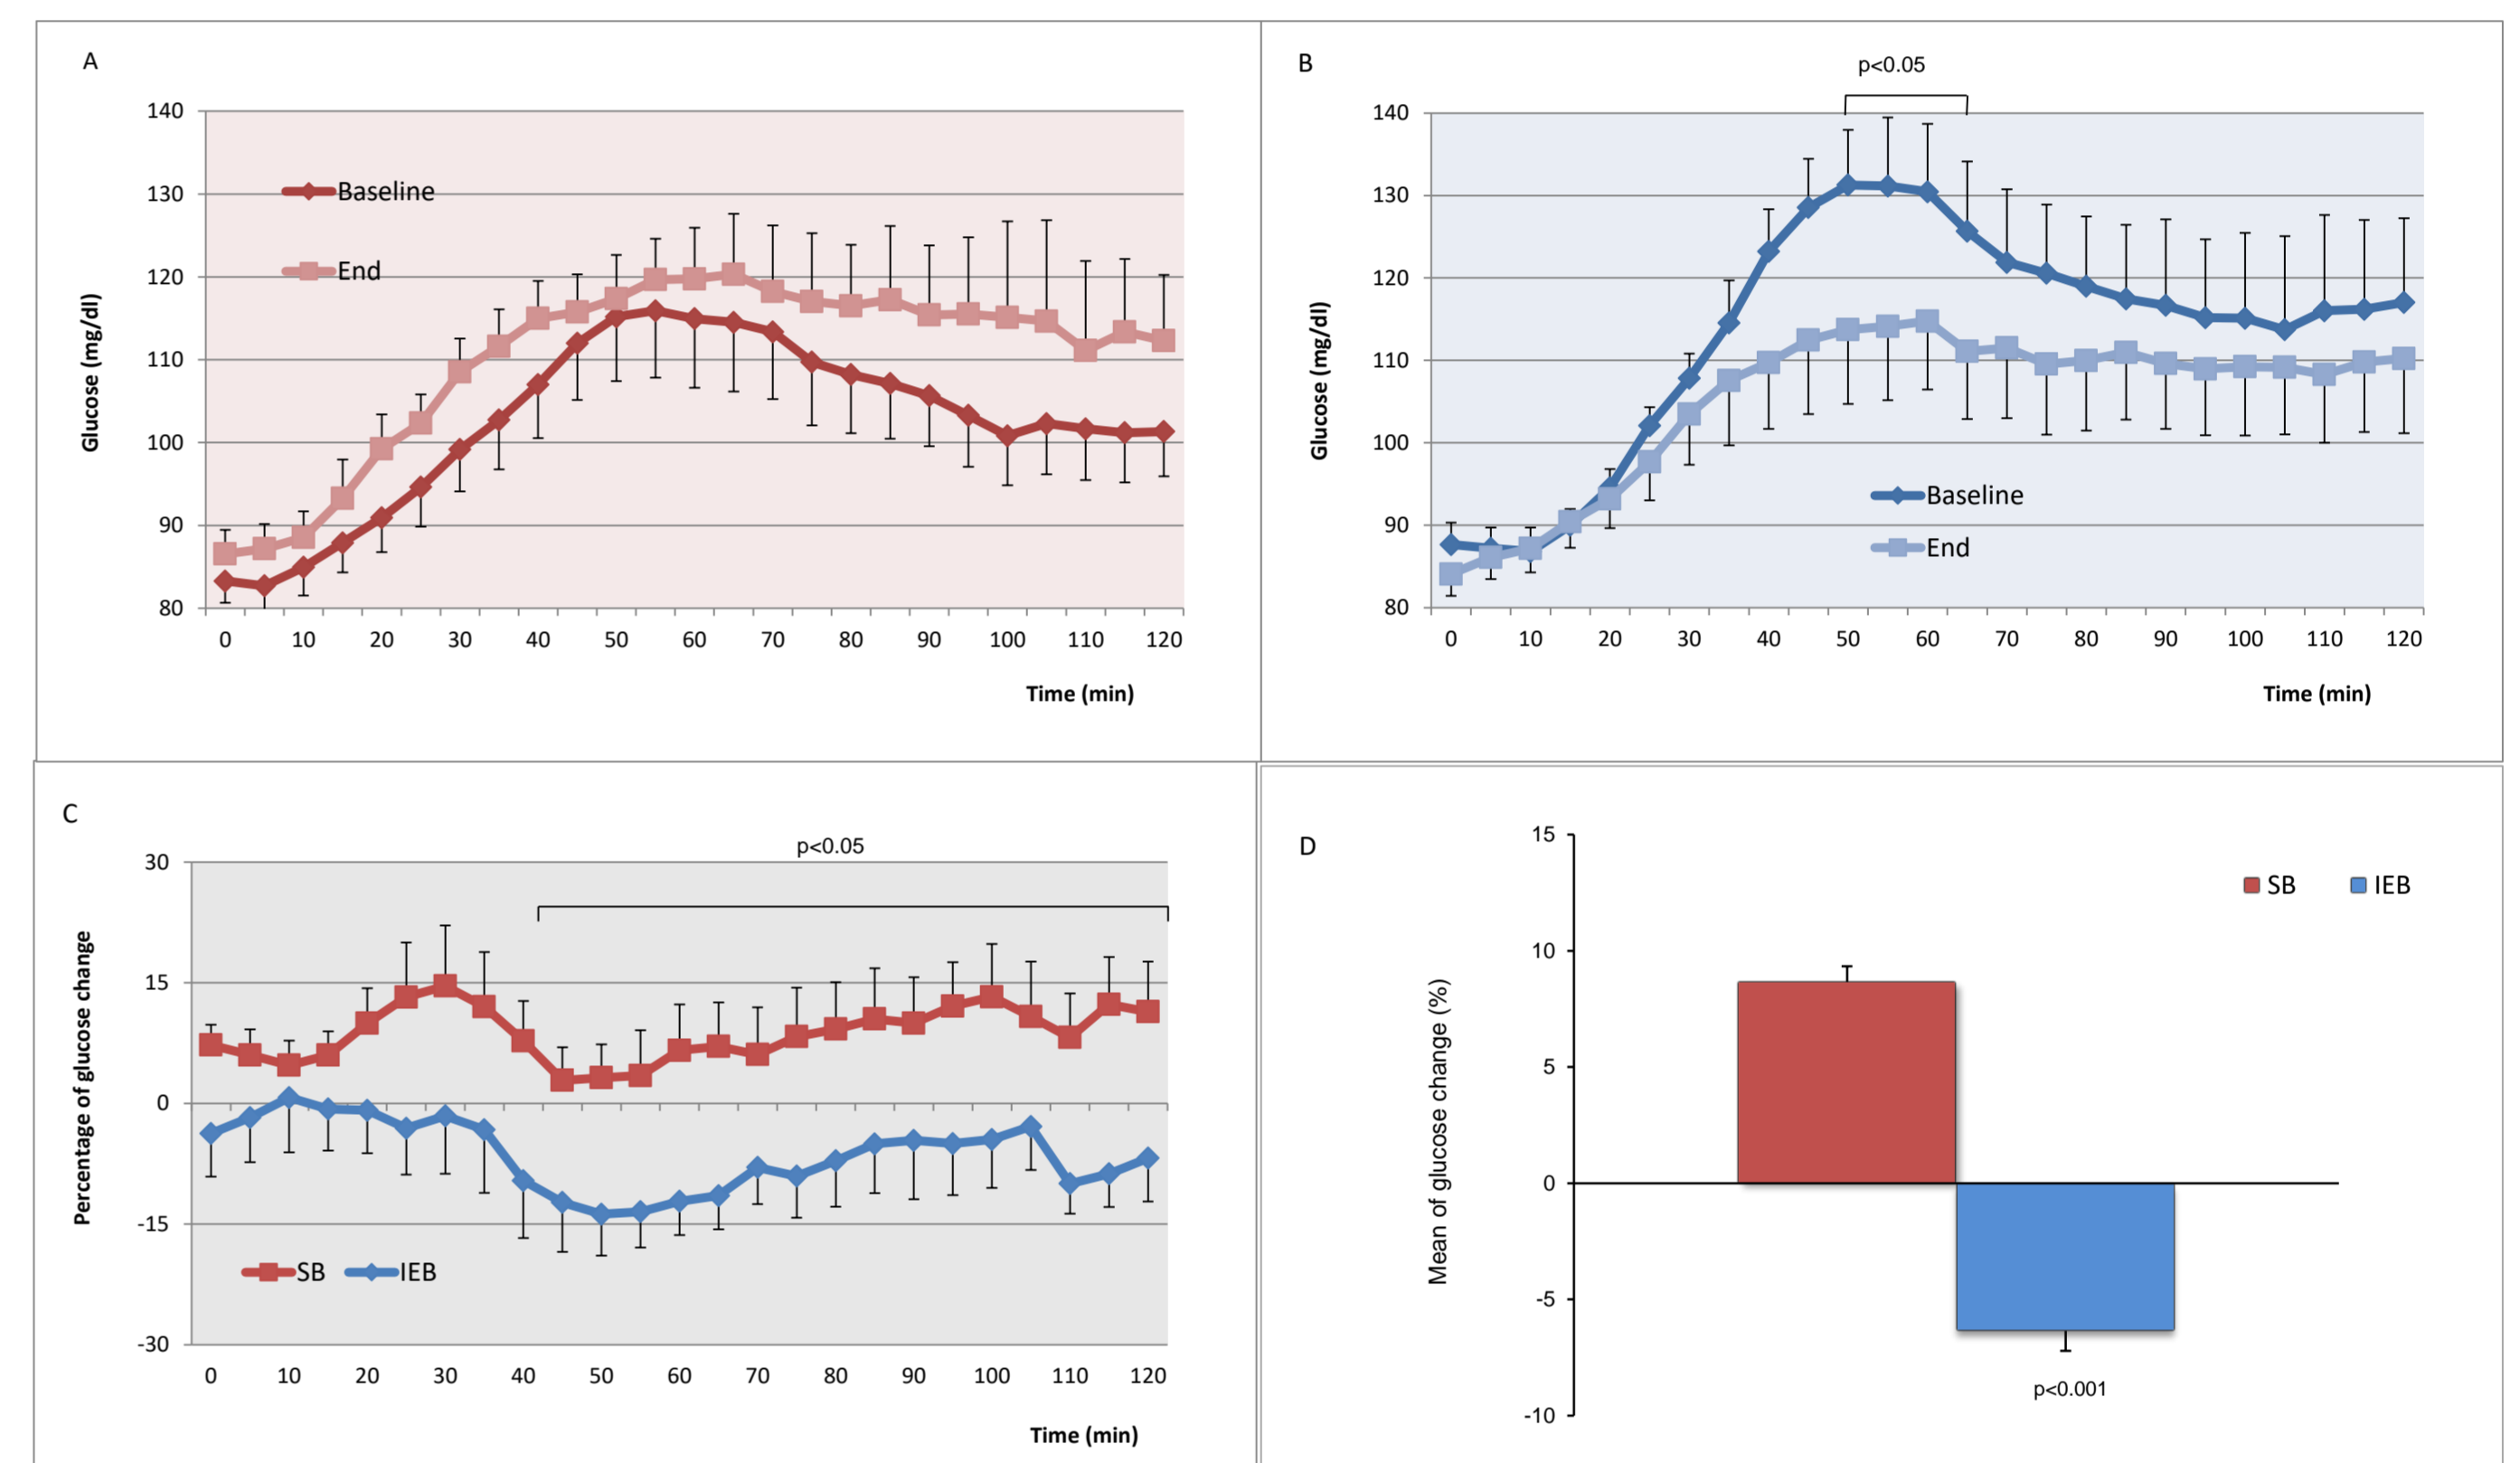 A
140
130
120
110
100
90
80
Glucose (mg/dl)
Baseline
End
0 10 20 30 40 50 60 70 80 90 100 110 120
Time (min)
B
p<0.05
140
130
120
110
100
90
80
Glucose (mg/dl)
Baseline
End
0 10 20 30 40 50 60 70 80 90 100 110 120
Time (min)
C
p<0.05
30
15
0
-15
-30
Percentage of glucose change
SB IEB
0 10 20 30 40 50 60 70 80 90 100 110 120
Time (min)
D
15
10
5
0
-5
-10
Mean of glucose change (%)
SB IEB
p<0.001